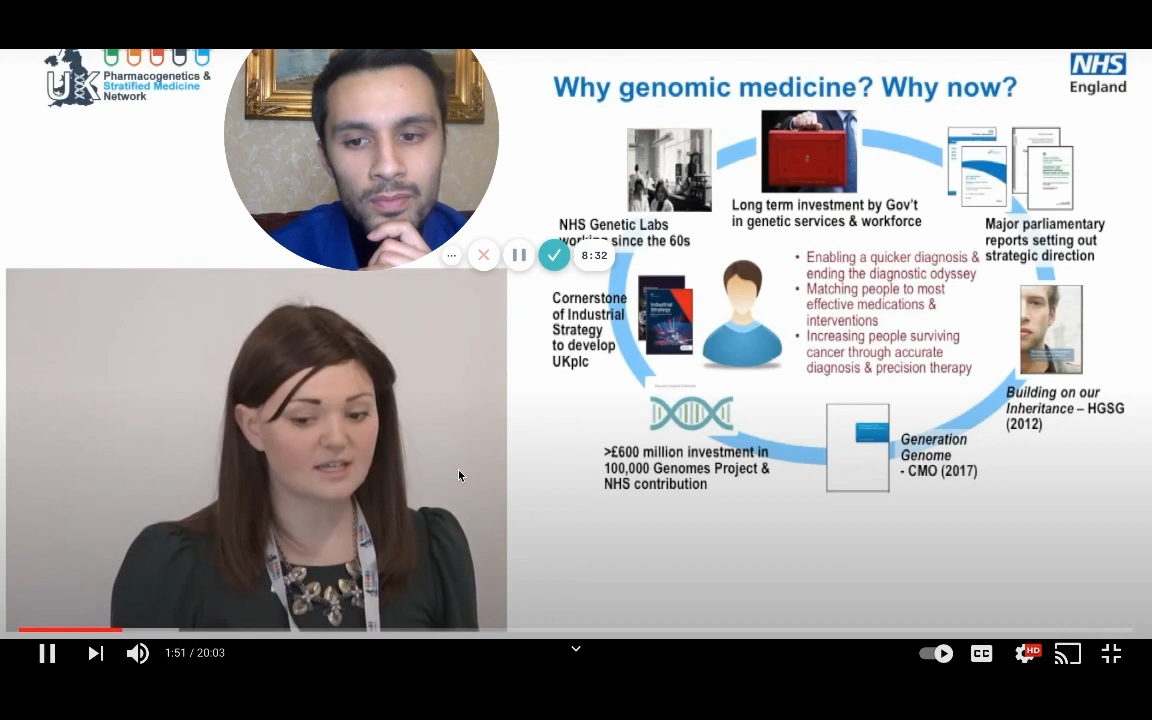 UK
Pharmacogenetics &
Stratified Medicine
Network
Why genomic medicine? Why now?
NHS
England
NHS Genetic Labs
working since the 60s
Long term investment by Gov't
in genetic services & workforce
Major parliamentary
reports setting out
strategic direction
• Enabling a quicker diagnosis &
ending the diagnostic odyssey
• Matching people to most
effective medications &
interventions
• Increasing people surviving
cancer through accurate
diagnosis & precision therapy
Cornerstone
of Industrial
Strategy
to develop
UKplc
Industrial
Strategy
Building on our
Inheritance – HGSG
(2012)
Generation
Genome
- CMO (2017)
>£600 million investment in
100,000 Genomes Project &
NHS contribution
8:32
1:51 / 20:03
CC
HD